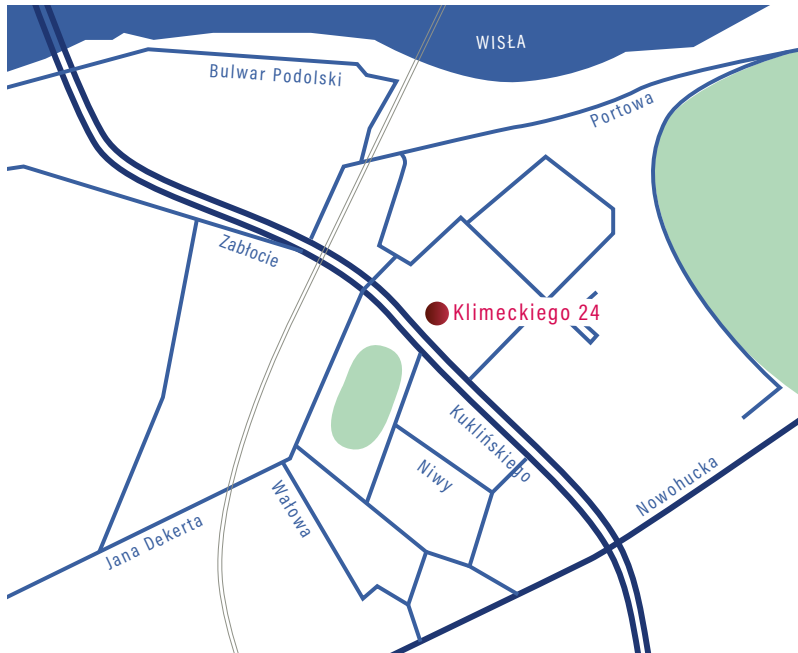 WISŁA
Bulwar Podolski
Portowa
Zabłocie
Klimeckiego 24
Kuklińskiego
Niwy
Nowohucka
Wałowa
Jana Dekerta